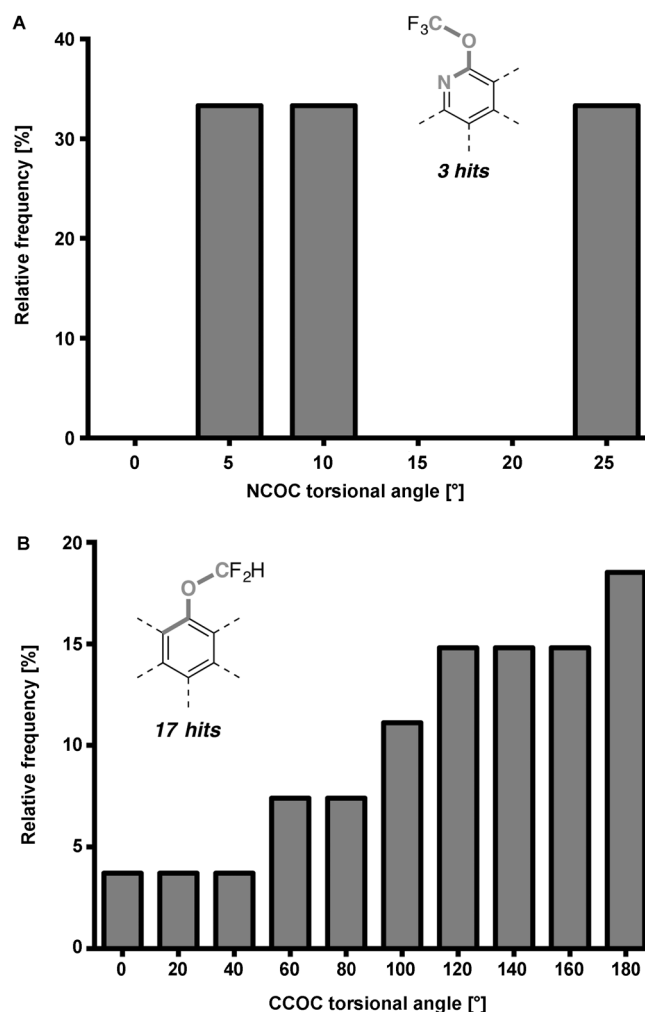 A
40
30
20
10
0
Relative frequency [%]
F₃C
O
N
3 hits
0 5 10 15 20 25
NCOC torsional angle [°]
B
20
15
10
5
0
Relative frequency [%]
O
CF₂H
17 hits
0 20 40 60 80 100 120 140 160 180
CCOC torsional angle [°]